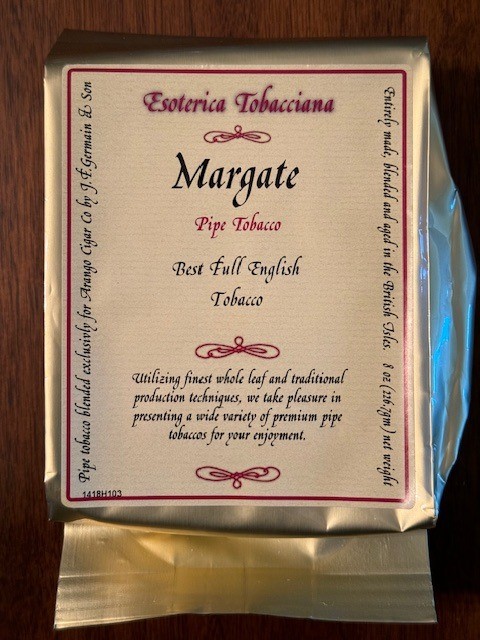 Esoterica Tobacciana
Margate
Pipe Tobacco
Best Full English
Tobacco
Utilizing finest whole leaf and traditional
production techniques, we take pleasure in
presenting a wide variety of premium pipe
tobaccos for your enjoyment.
Pipe tobacco blended exclusivly for Arango Cigar Co by J.F.Germain & Son
Entirely made, blended and aged in the British Isles. 8 oz (226.7gm) net weight
1418H103